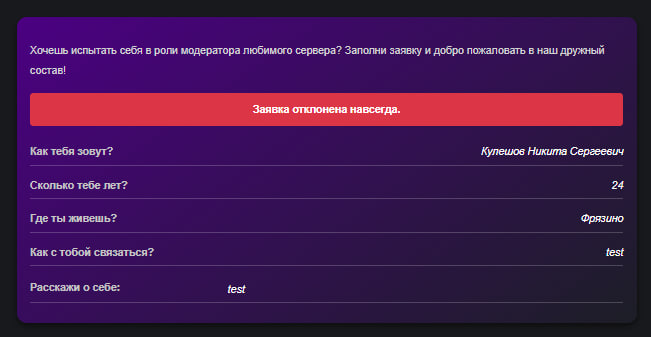 Хочешь испытать себя в роли модератора любимого сервера? Заполни заявку и добро пожаловать в наш дружный
состав!
Заявка отклонена навсегда.
Как тебя зовут? Кулешов Никита Сергеевич
Сколько тебе лет? 24
Где ты живешь? Фрязино
Как с тобой связаться? test
Расскажи о себе: test